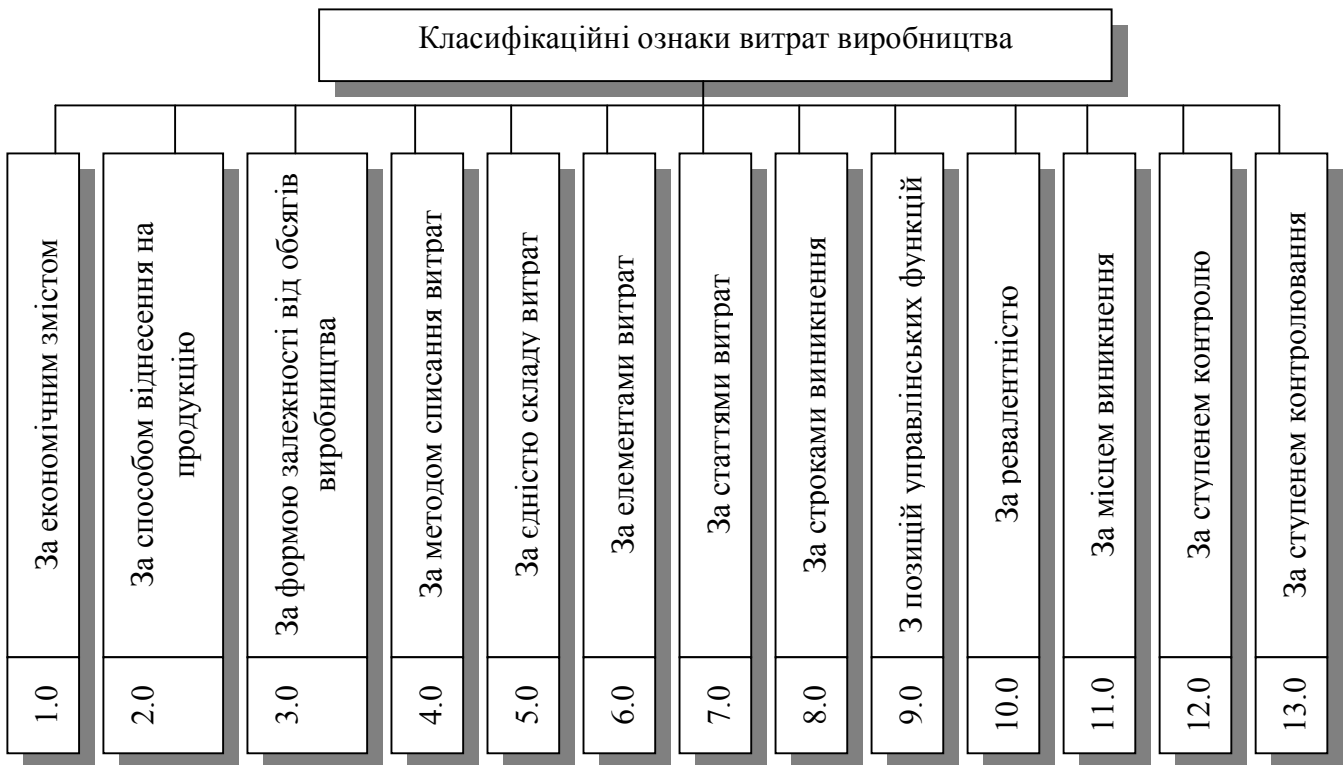 Класифікаційні ознаки витрат виробництва
За економічним змістом
1.0
За способом віднесення на
продукцію
2.0
За формою залежності від обсягів
виробництва
3.0
За методом списання витрат
4.0
За єдністю складу витрат
5.0
За елементами витрат
6.0
За статтями витрат
7.0
За строками виникнення
8.0
З позицій управлінських функцій
9.0
За ревалентністю
10.0
За місцем виникнення
11.0
За ступенем контролю
12.0
За ступенем контролювання
13.0